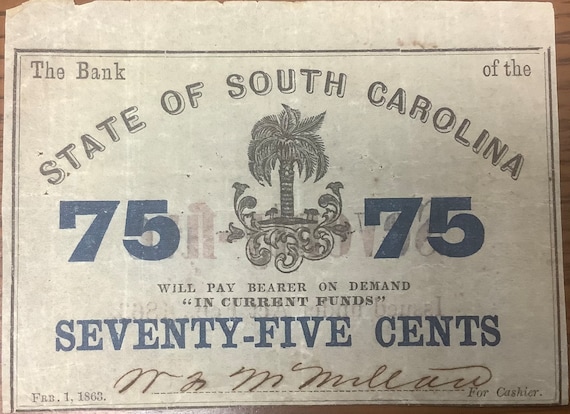 The Bank of the
STATE OF SOUTH CAROLINA
75 75
WILL PAY BEARER ON DEMAND
"IN CURRENT FUNDS"
SEVENTY-FIVE CENTS
FEB. 1, 1863. W McMillan For Cashier.